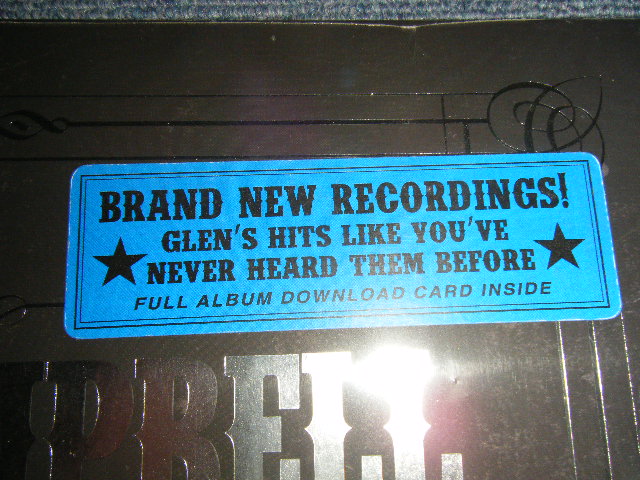 BRAND NEW RECORDINGS!
GLEN'S HITS LIKE YOU'VE
NEVER HEARD THEM BEFORE
FULL ALBUM DOWNLOAD CARD INSIDE